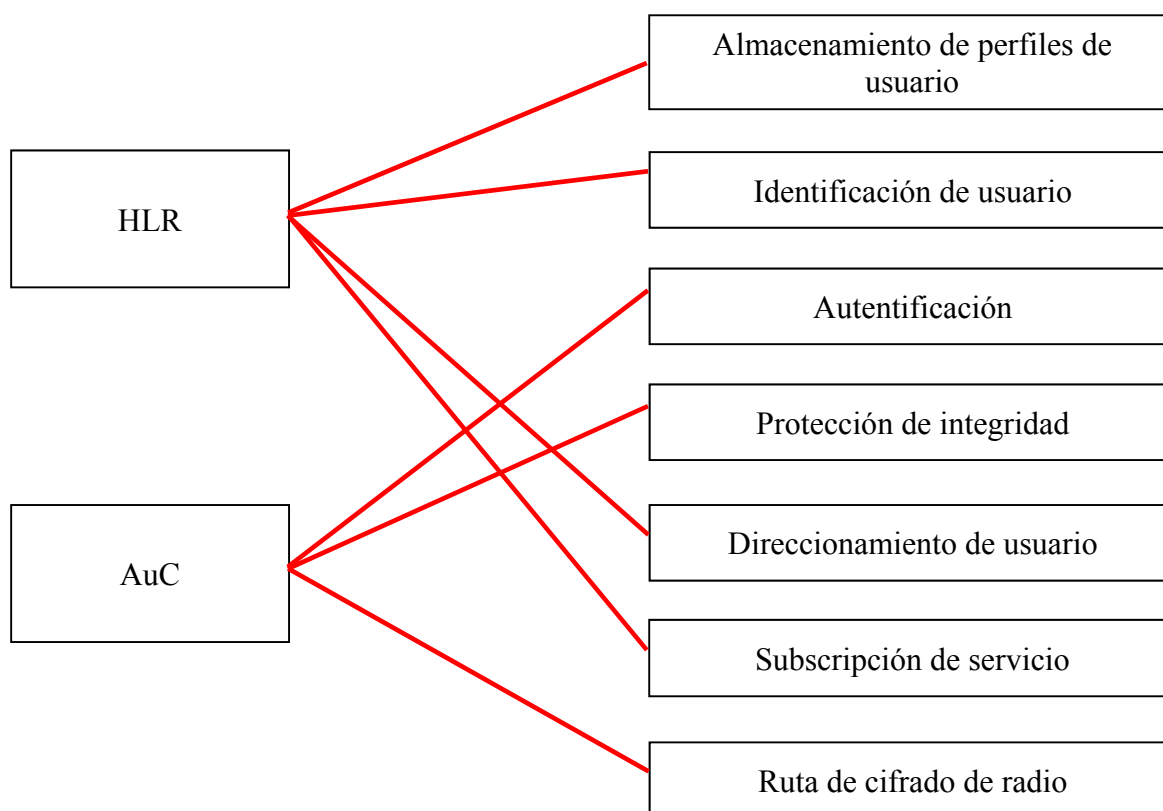 HLR
AuC
Almacenamiento de perfiles de
usuario
Identificación de usuario
Autentificación
Protección de integridad
Direccionamiento de usuario
Subscripción de servicio
Ruta de cifrado de radio